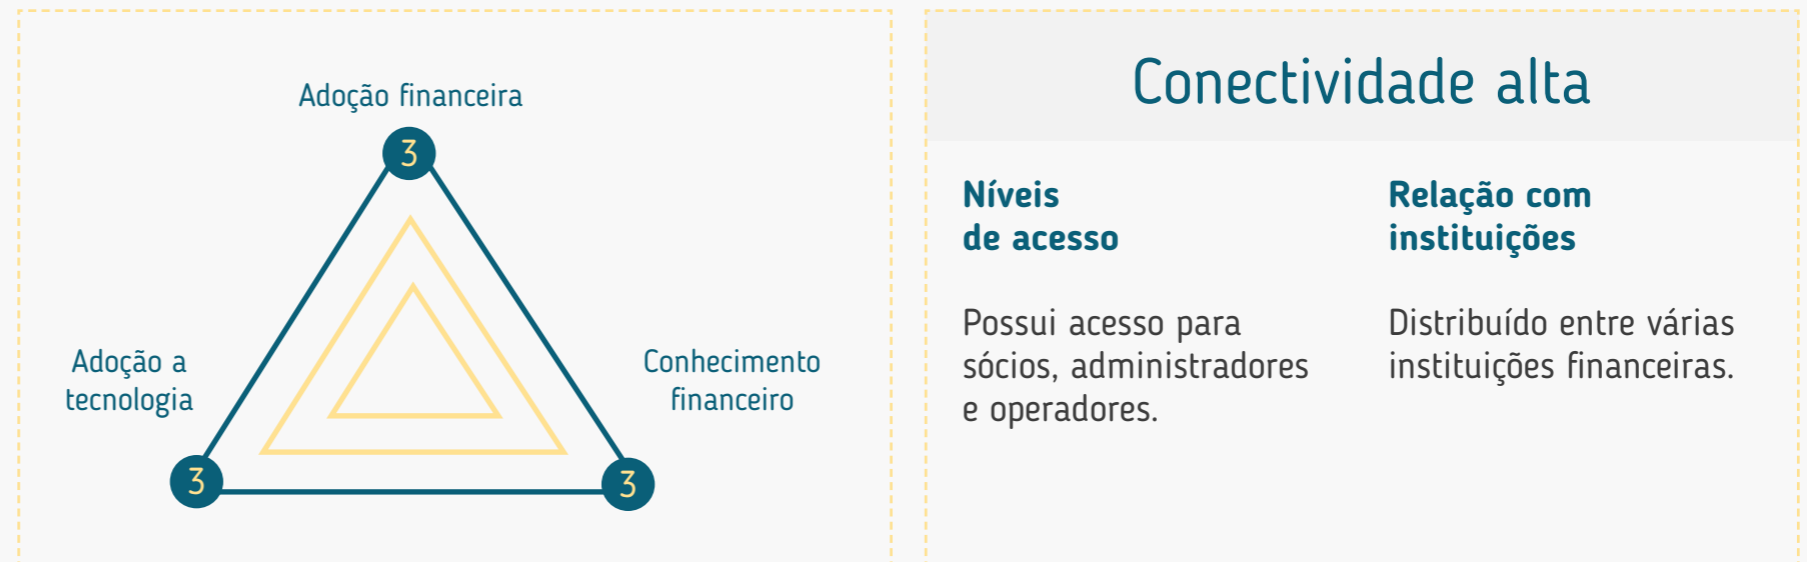 Adoção financeira
3
Adoção a
tecnologia
3
Conhecimento
financeiro
3
Conectividade alta
Níveis
de acesso
Possui acesso para
sócios, administradores
e operadores.
Relação com
instituições
Distribuído entre várias
instituições financeiras.